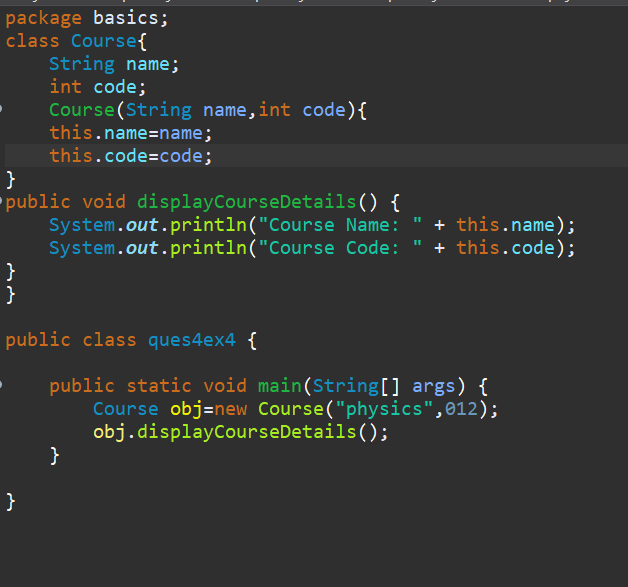 package basics;
class Course{
    String name;
    int code;
    Course(String name,int code){
    this.name=name;
    this.code=code;
}
public void displayCourseDetails() {
    System.out.println("Course Name: " + this.name);
    System.out.println("Course Code: " + this.code);
}
}

public class ques4ex4 {

    public static void main(String[] args) {
        Course obj=new Course("physics",012);
        obj.displayCourseDetails();
    }

}